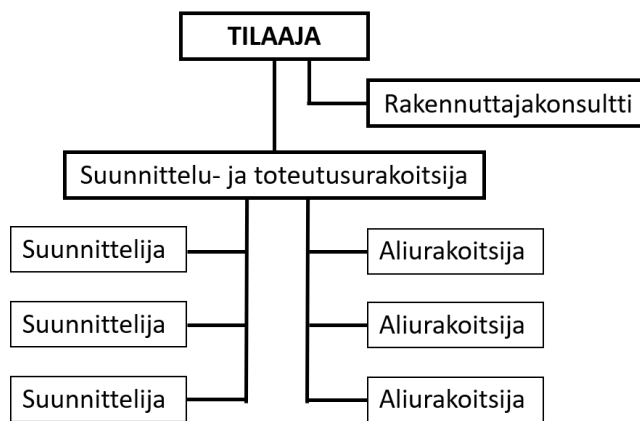 TILAAJA
Rakennuttajakonsultti
Suunnittelu- ja toteutusurakoitsija
Suunnittelija
Aliurakoitsija
Suunnittelija
Aliurakoitsija
Suunnittelija
Aliurakoitsija